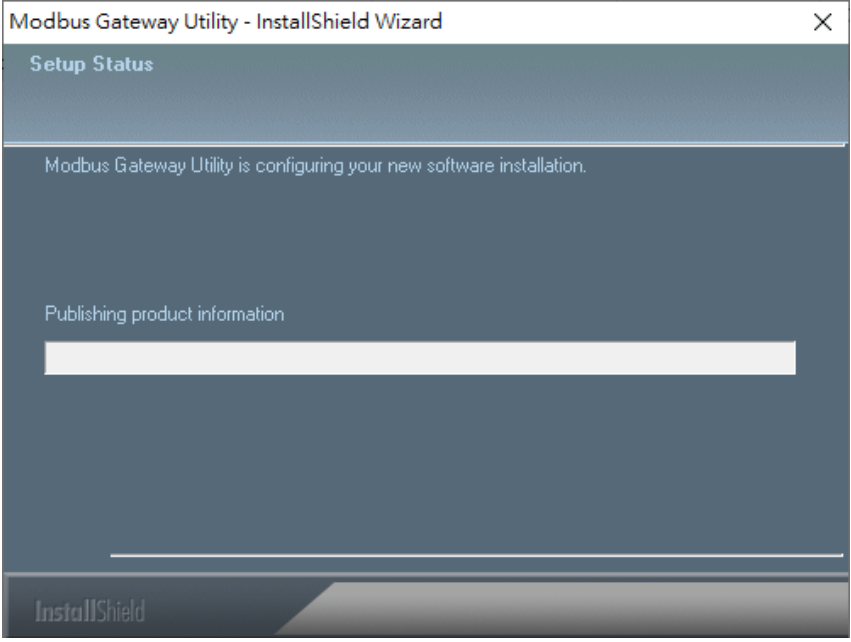 Modbus Gateway Utility - InstallShield Wizard
Setup Status
Modbus Gateway Utility is configuring your new software installation.
Publishing product information
InstallShield